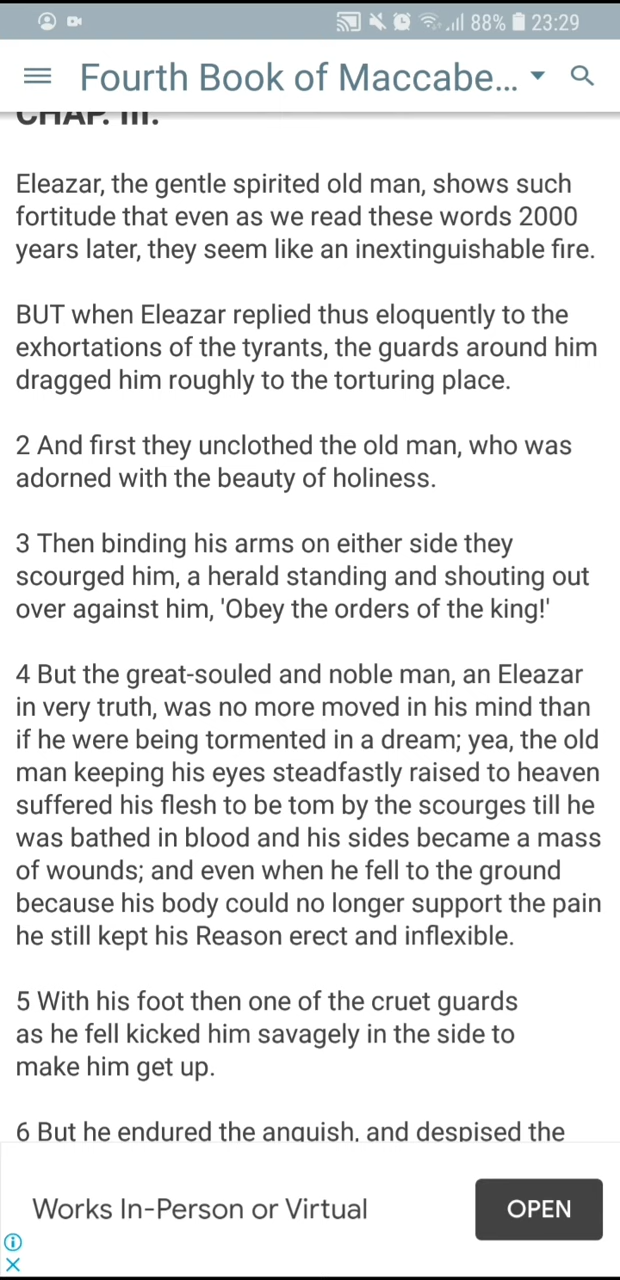 88% 23:29
Fourth Book of Maccabe...
CHAP. III.
Eleazar, the gentle spirited old man, shows such
fortitude that even as we read these words 2000
years later, they seem like an inextinguishable fire.
BUT when Eleazar replied thus eloquently to the
exhortations of the tyrants, the guards around him
dragged him roughly to the torturing place.
2 And first they unclothed the old man, who was
adorned with the beauty of holiness.
3 Then binding his arms on either side they
scourged him, a herald standing and shouting out
over against him, 'Obey the orders of the king!'
4 But the great-souled and noble man, an Eleazar
in very truth, was no more moved in his mind than
if he were being tormented in a dream; yea, the old
man keeping his eyes steadfastly raised to heaven
suffered his flesh to be tom by the scourges till he
was bathed in blood and his sides became a mass
of wounds; and even when he fell to the ground
because his body could no longer support the pain
he still kept his Reason erect and inflexible.
5 With his foot then one of the cruet guards
as he fell kicked him savagely in the side to
make him get up.
6 But he endured the anguish, and despised the
Works In-Person or Virtual
OPEN